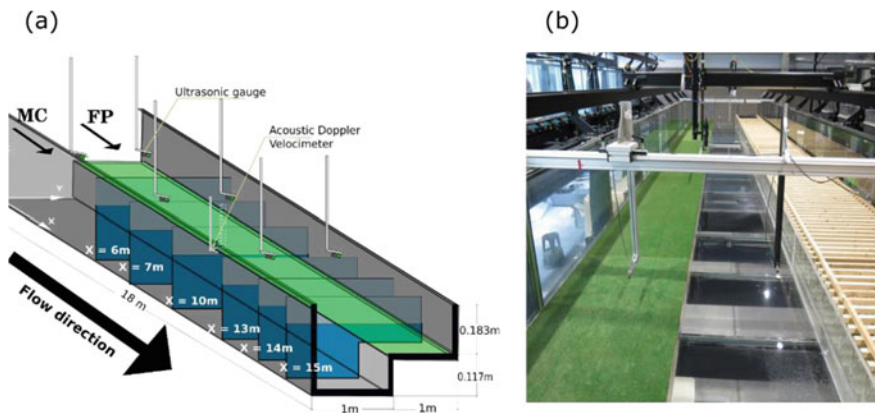 (a)
(b)
Ultrasonic gauge
MC
FP
Acoustic Doppler
Velocimeter
Y
X
X = 6m
X = 7m
X = 10m
X = 13m
X = 14m
X = 15m
18 m
Flow direction
0.183m
0.117m
1m
1m